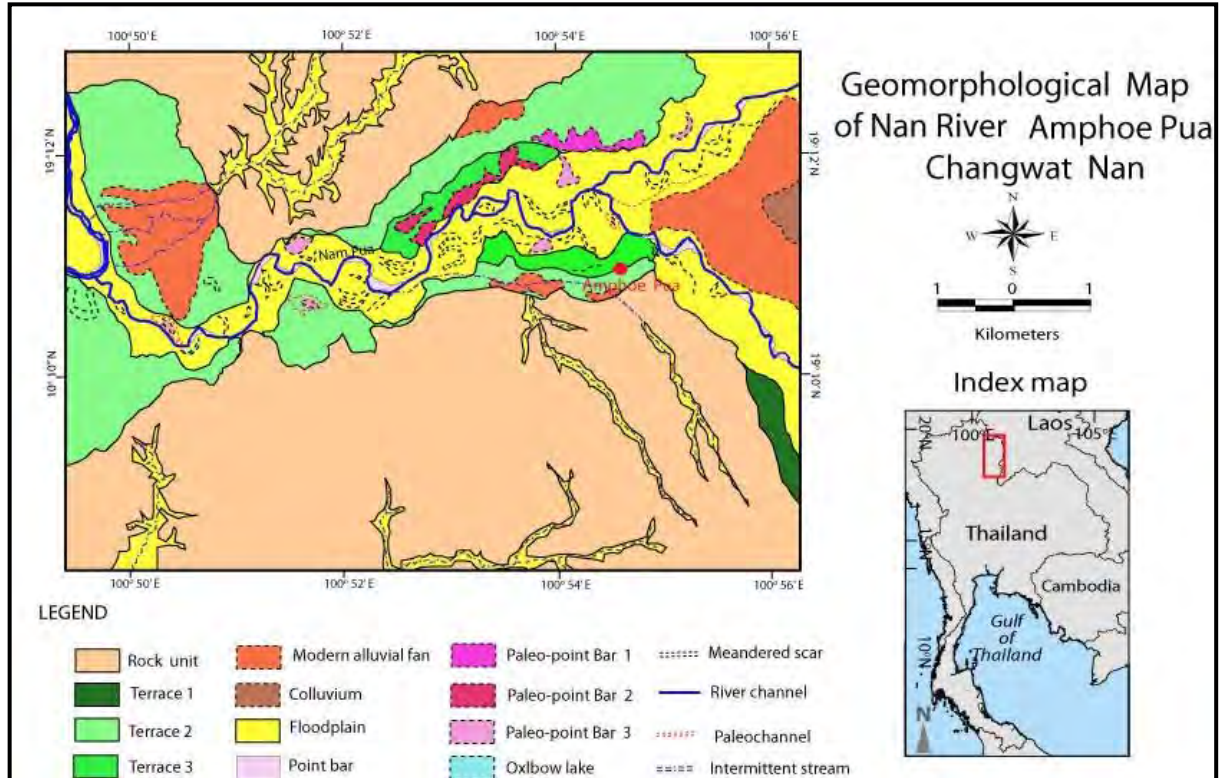 100° 50' E
100° 52' E
100° 54' E
100° 56' E
19° 12' N
19° 12' N
10° 10' N
19° 10' N
Nam Pua
Amphoe Pua
100° 50' E
100° 52' E
100° 54' E
100° 56' E
Geomorphological Map
of Nan River Amphoe Pua
Changwat Nan
N
W
E
S
1 0 1
Kilometers
Index map
100°E
Laos
105°E
20°N
Thailand
15°N
Cambodia
Gulf
of
Thailand
10°N
N
LEGEND
Rock unit
Terrace 1
Terrace 2
Terrace 3
Modern alluvial fan
Colluvium
Floodplain
Point bar
Paleo-point Bar 1
Paleo-point Bar 2
Paleo-point Bar 3
Oxlbow lake
Meandered scar
River channel
Paleochannel
Intermittent stream